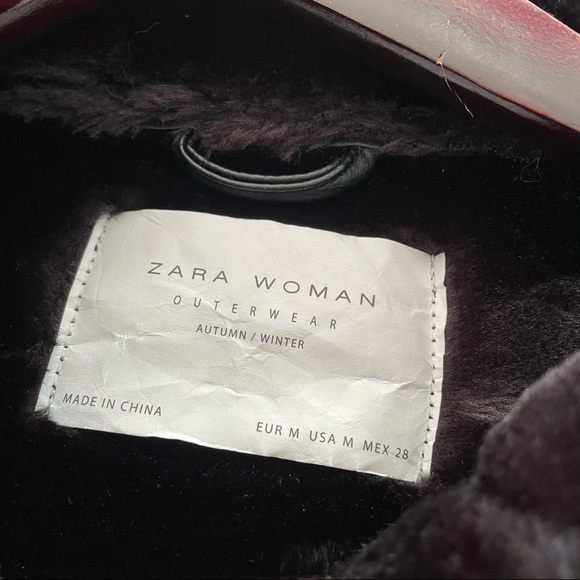 ZARA WOMAN
OUTERWEAR
AUTUMN / WINTER
MADE IN CHINA
EUR M USA M MEX 28